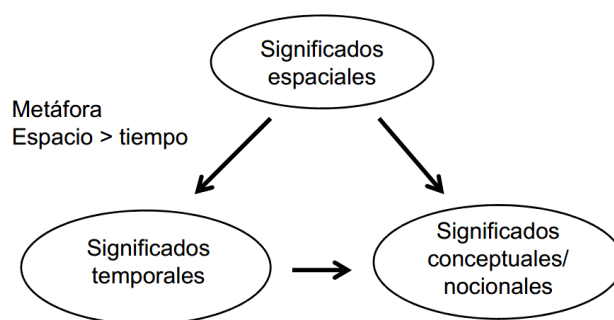 Significados
espaciales
Metáfora
Espacio > tiempo
Significados
temporales
Significados
conceptuales/
nocionales